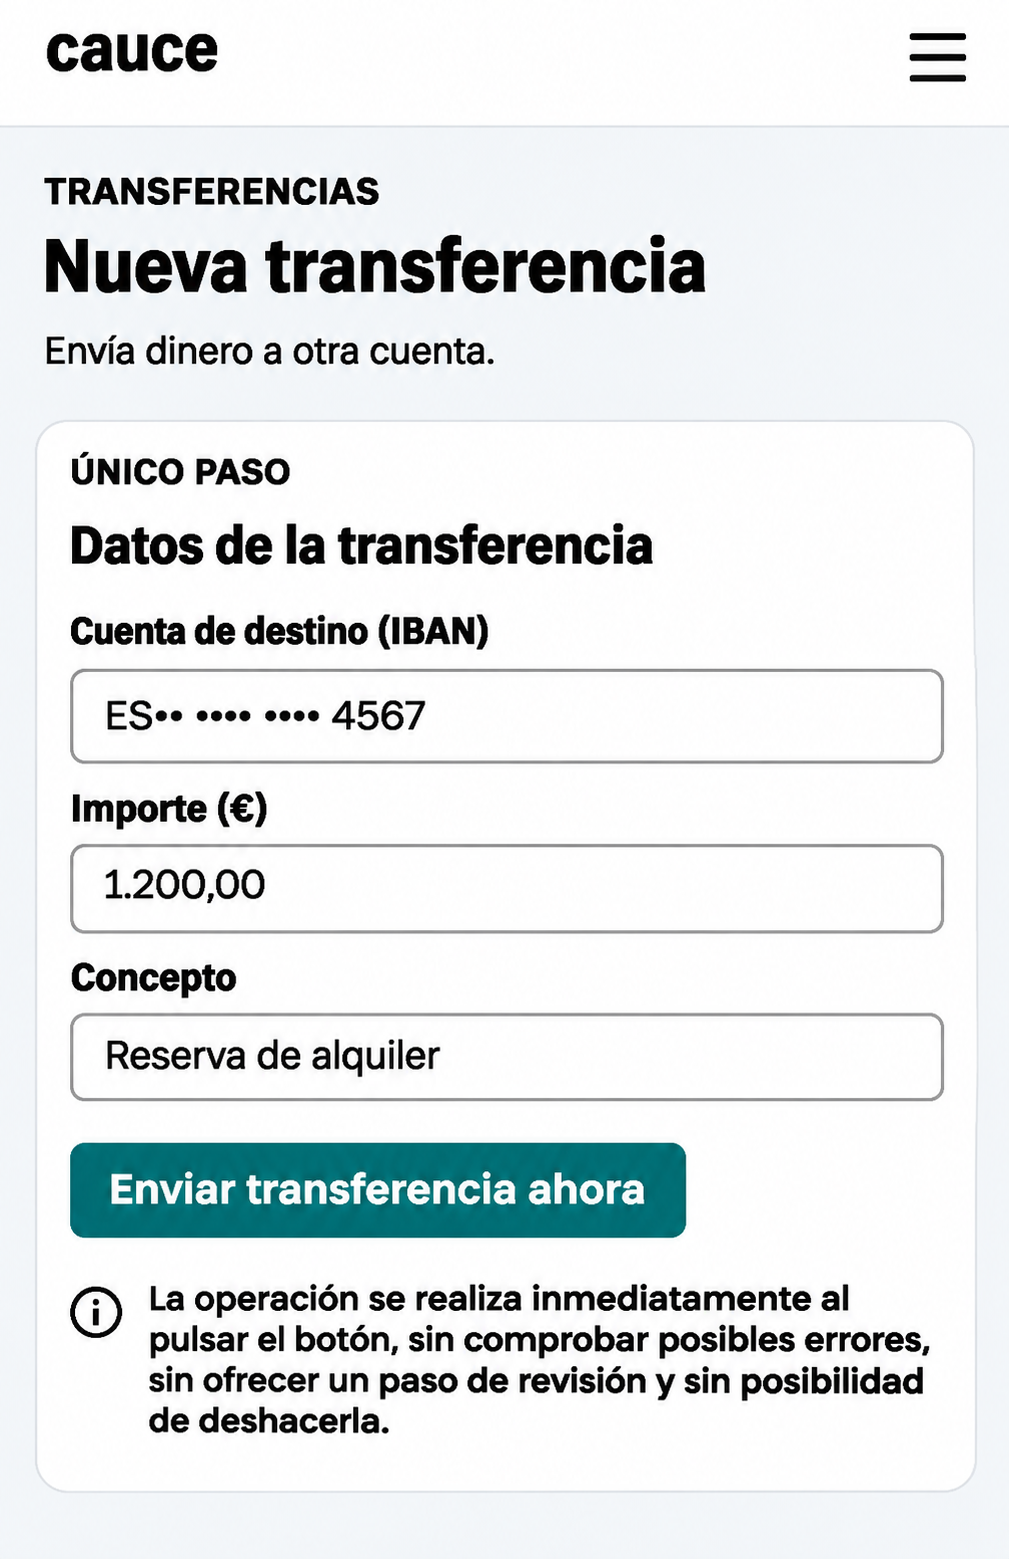 cauce
TRANSFERENCIAS
Nueva transferencia
Envía dinero a otra cuenta.
ÚNICO PASO
Datos de la transferencia
Cuenta de destino (IBAN)
ES•• •••• •••• 4567
Importe (€)
1.200,00
Concepto
Reserva de alquiler
Enviar transferencia ahora
La operación se realiza inmediatamente al
pulsar el botón, sin comprobar posibles errores,
sin ofrecer un paso de revisión y sin posibilidad
de deshacerla.